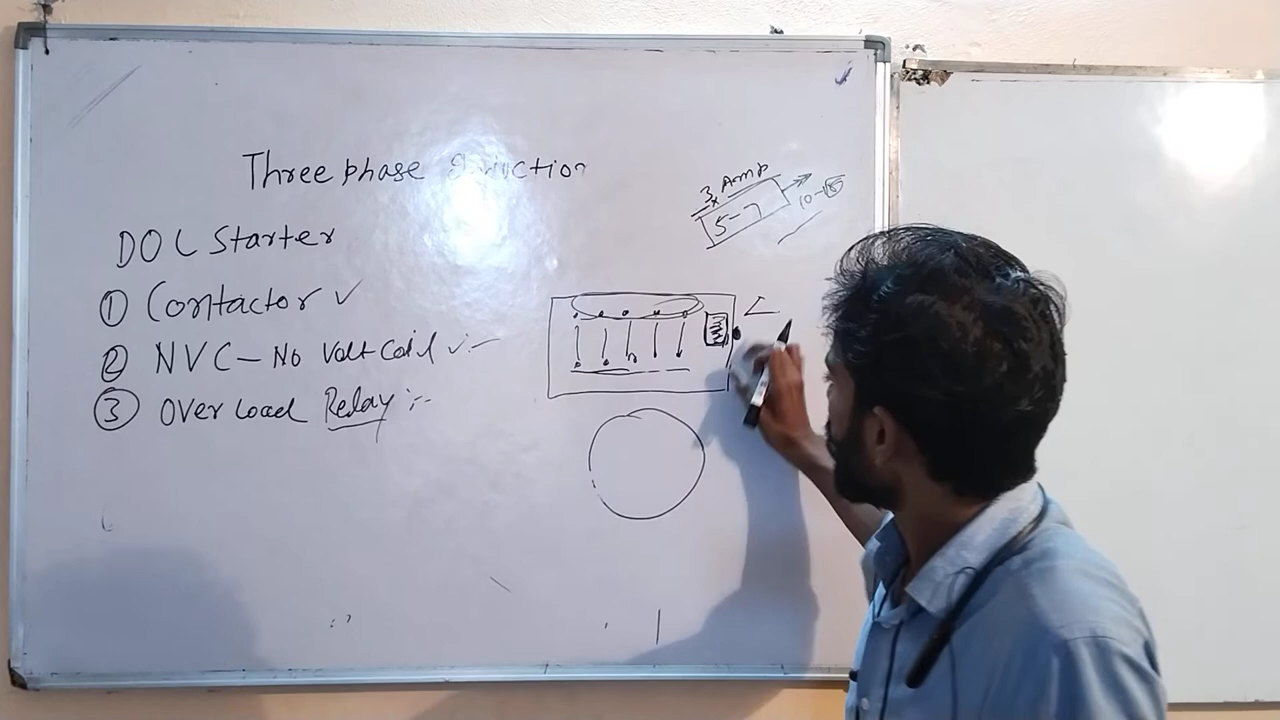 Three phase Induction
3 Amp
5-7
10-15
DOL Starter
① Contactor ✓
② NVC - No Volt Coil ✓ :-
③ Over Load Relay :-